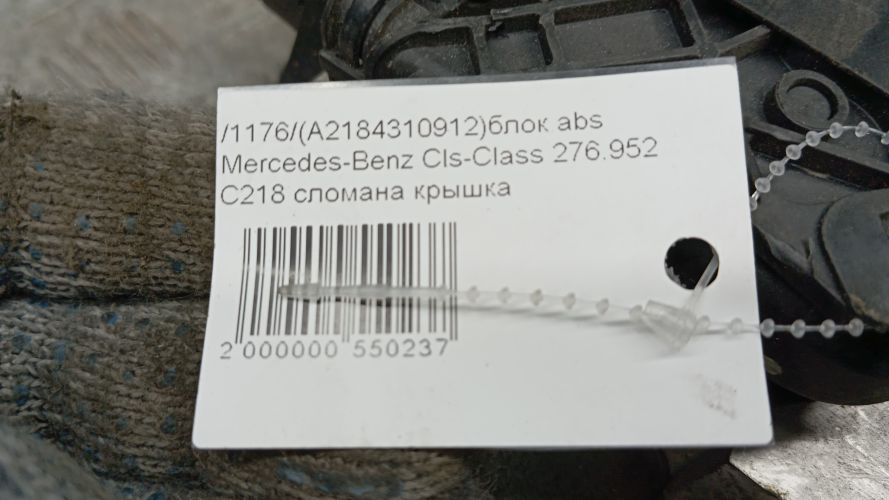 /1176/(A2184310912)блок abs
Mercedes-Benz Cls-Class 276.952
C218 сломана крышка
2 000000 550237